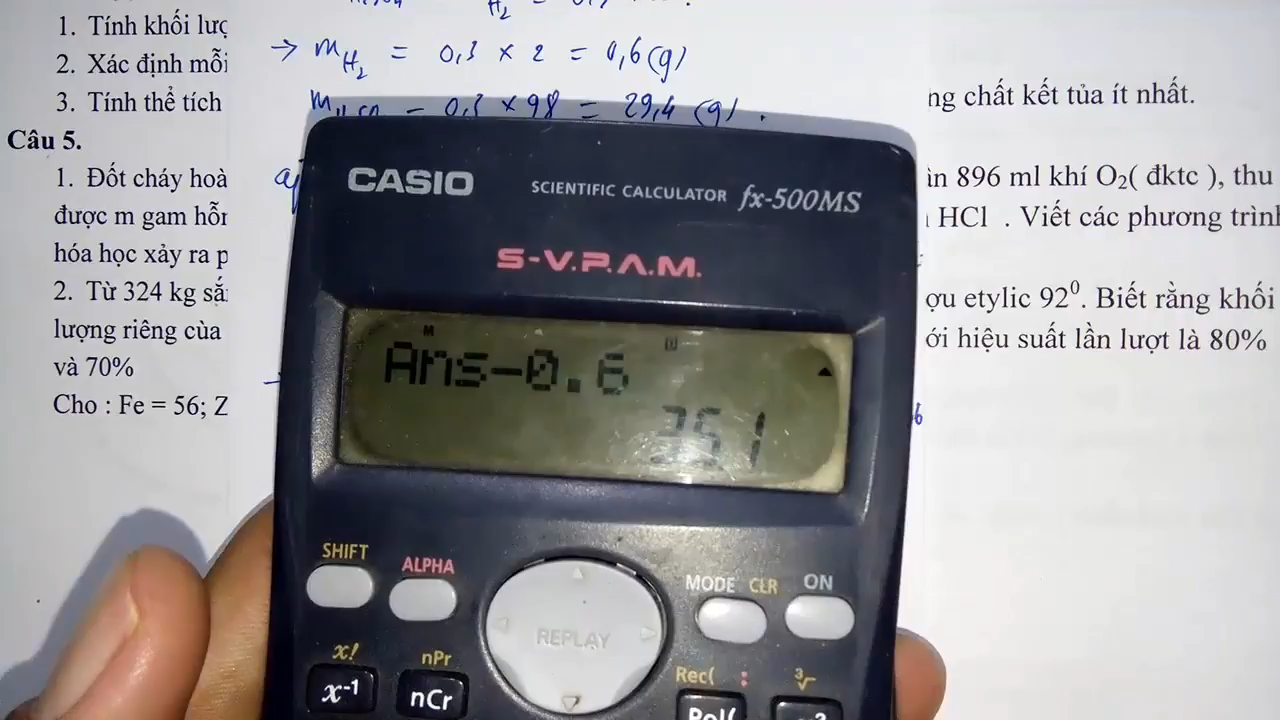 1. Tính khối lượ
2. Xác định mỗi
3. Tính thể tích
Câu 5.
1. Đốt cháy hoà
được m gam hỗn
hóa học xảy ra p
2. Từ 324 kg sắ
lượng riêng của
và 70%
Cho : Fe = 56; Z
H₂
→ m H₂ = 0,3 × 2 = 0,6 (g)
= 0,3 × 98 = 29,4 (g).
ng chất kết tủa ít nhất.
896 ml khí O₂( đktc ), thu
HCl . Viết các phương trình
ợu etylic 92⁰. Biết rằng khối
ới hiệu suất lần lượt là 80%
CASIO
SCIENTIFIC CALCULATOR fx-500MS
S-V.P.A.M.
M
Ans-0.6
SHIFT
ALPHA
REPLAY
MODE CLR ON
x! nPr
x⁻¹ nCr
Rec( : ³√
Pol(